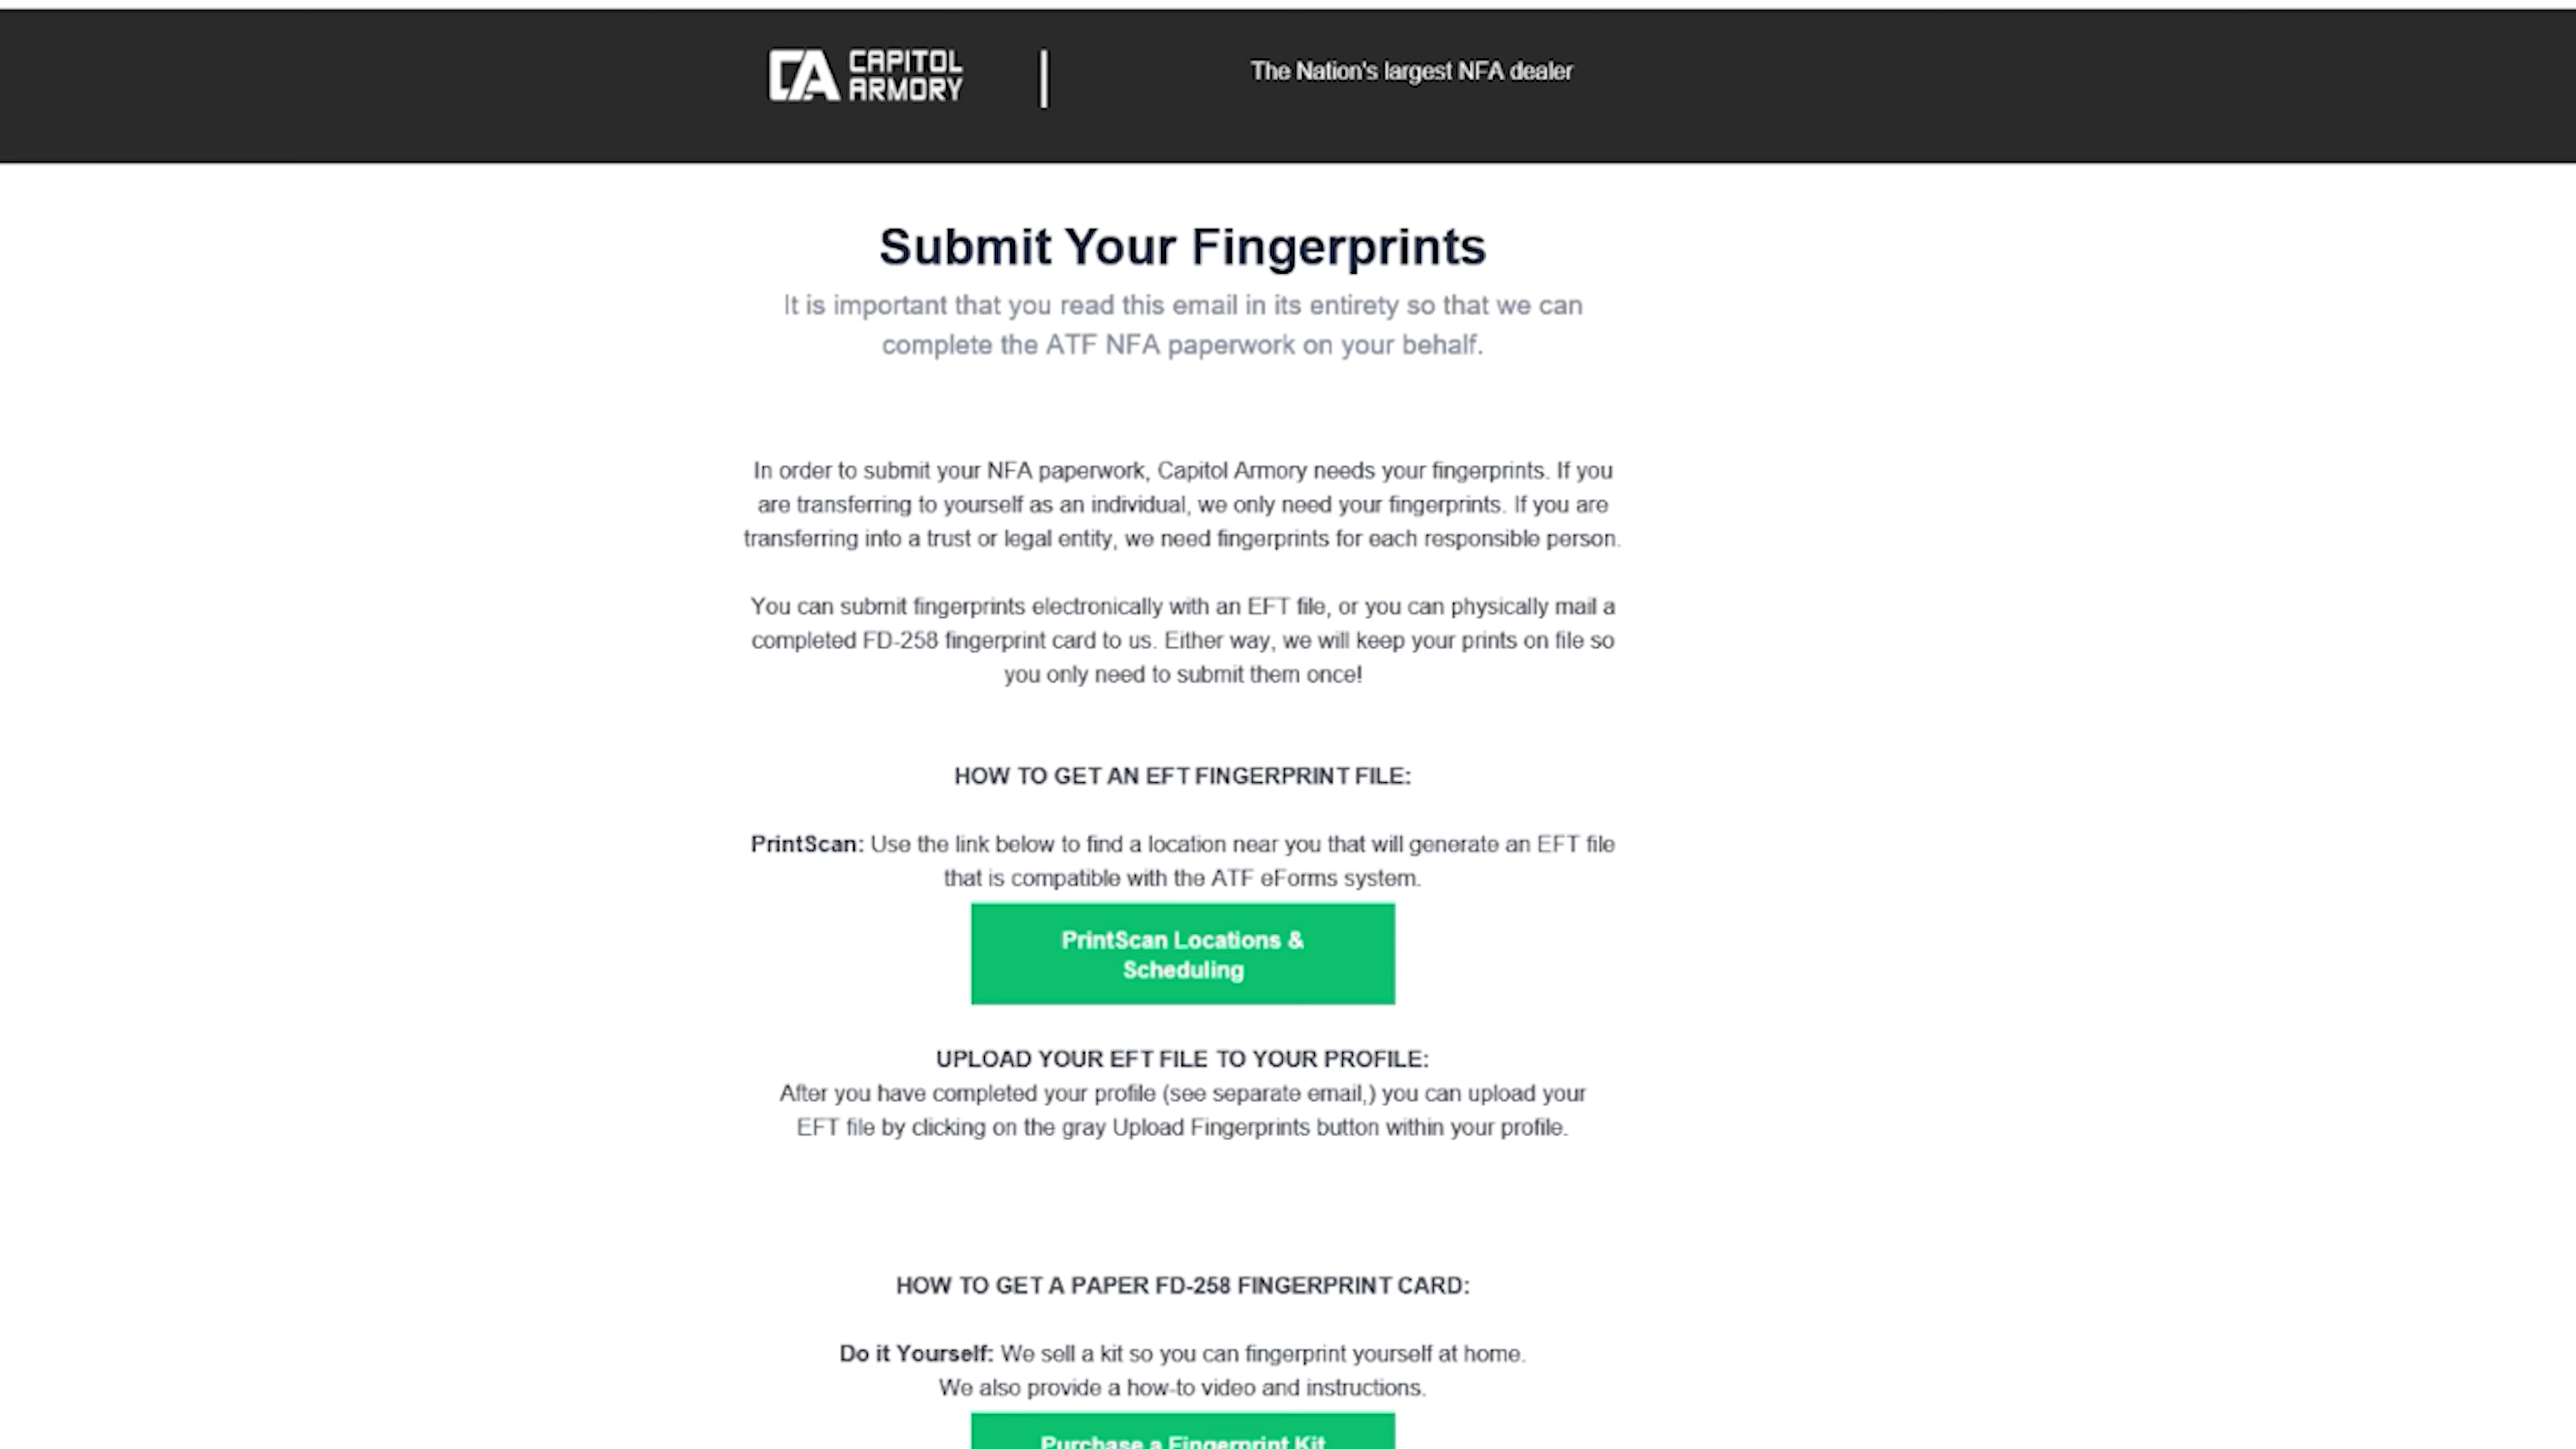 CA CAPITOL ARMORY
The Nation's largest NFA dealer
Submit Your Fingerprints
It is important that you read this email in its entirety so that we can
complete the ATF NFA paperwork on your behalf.
In order to submit your NFA paperwork, Capitol Armory needs your fingerprints. If you
are transferring to yourself as an individual, we only need your fingerprints. If you are
transferring into a trust or legal entity, we need fingerprints for each responsible person.
You can submit fingerprints electronically with an EFT file, or you can physically mail a
completed FD-258 fingerprint card to us. Either way, we will keep your prints on file so
you only need to submit them once!
HOW TO GET AN EFT FINGERPRINT FILE:
PrintScan: Use the link below to find a location near you that will generate an EFT file
that is compatible with the ATF eForms system.
PrintScan Locations &
Scheduling
UPLOAD YOUR EFT FILE TO YOUR PROFILE:
After you have completed your profile (see separate email,) you can upload your
EFT file by clicking on the gray Upload Fingerprints button within your profile.
HOW TO GET A PAPER FD-258 FINGERPRINT CARD:
Do it Yourself: We sell a kit so you can fingerprint yourself at home.
We also provide a how-to video and instructions.
Purchase a Fingerprint Kit